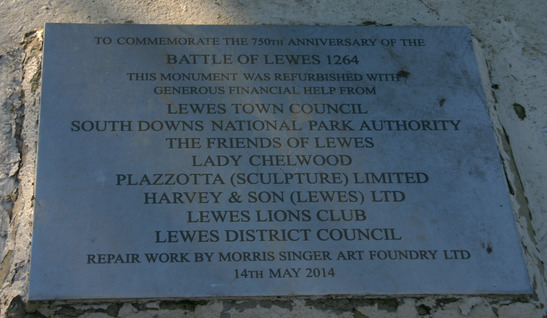 TO COMMEMORATE THE 750TH ANNIVERSARY OF THE
BATTLE OF LEWES 1264
THIS MONUMENT WAS REFURBISHED WITH
GENEROUS FINANCIAL HELP FROM
LEWES TOWN COUNCIL
SOUTH DOWNS NATIONAL PARK AUTHORITY
THE FRIENDS OF LEWES
LADY CHELWOOD
PLAZZOTTA (SCULPTURE) LIMITED
HARVEY & SON (LEWES) LTD
LEWES LIONS CLUB
LEWES DISTRICT COUNCIL
REPAIR WORK BY MORRIS SINGER ART FOUNDRY LTD
14TH MAY 2014